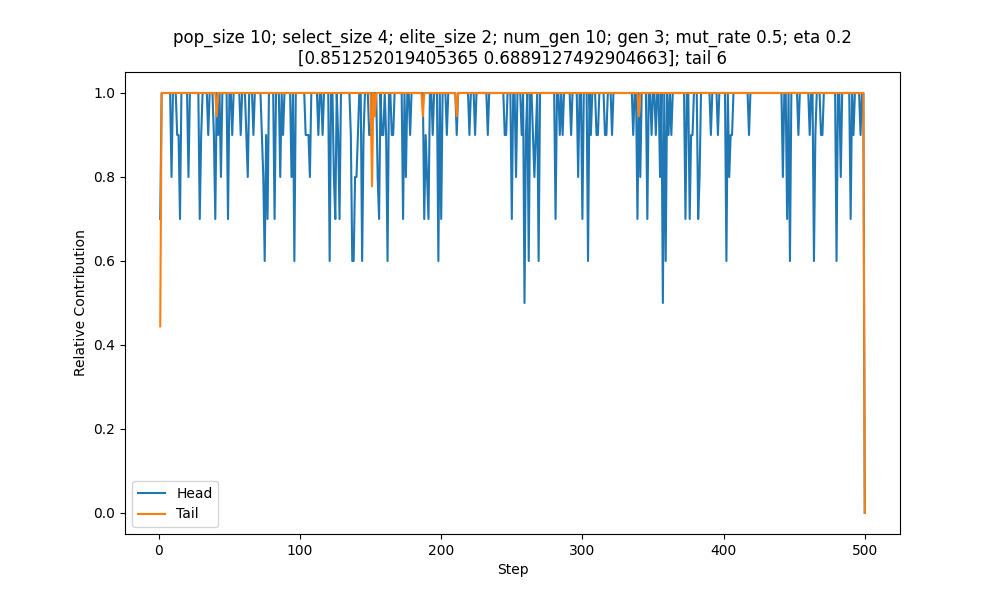 pop_size 10; select_size 4; elite_size 2; num_gen 10; gen 3; mut_rate 0.5; eta 0.2
[0.851252019405365 0.6889127492904663]; tail 6
Relative Contribution
1.0
0.8
0.6
0.4
0.2
0.0
Head
Tail
0
100
200
300
400
500
Step